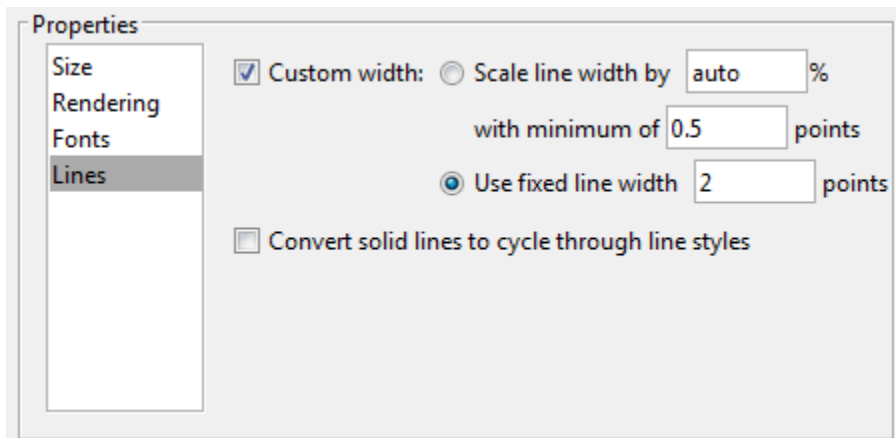 Properties
Size
Rendering
Fonts
Lines
Custom width: Scale line width by auto %
with minimum of 0.5 points
Use fixed line width 2 points
Convert solid lines to cycle through line styles